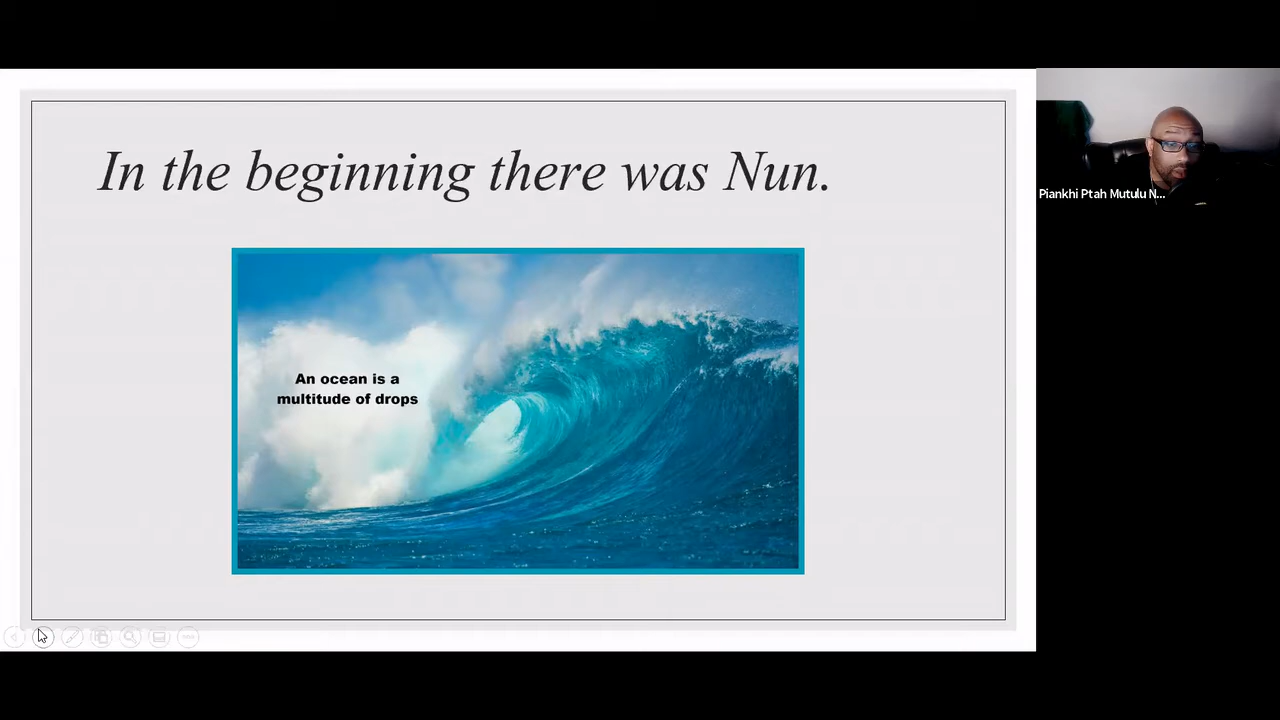 In the beginning there was Nun.
An ocean is a
multitude of drops
Piankhi Ptah Mutulu N...